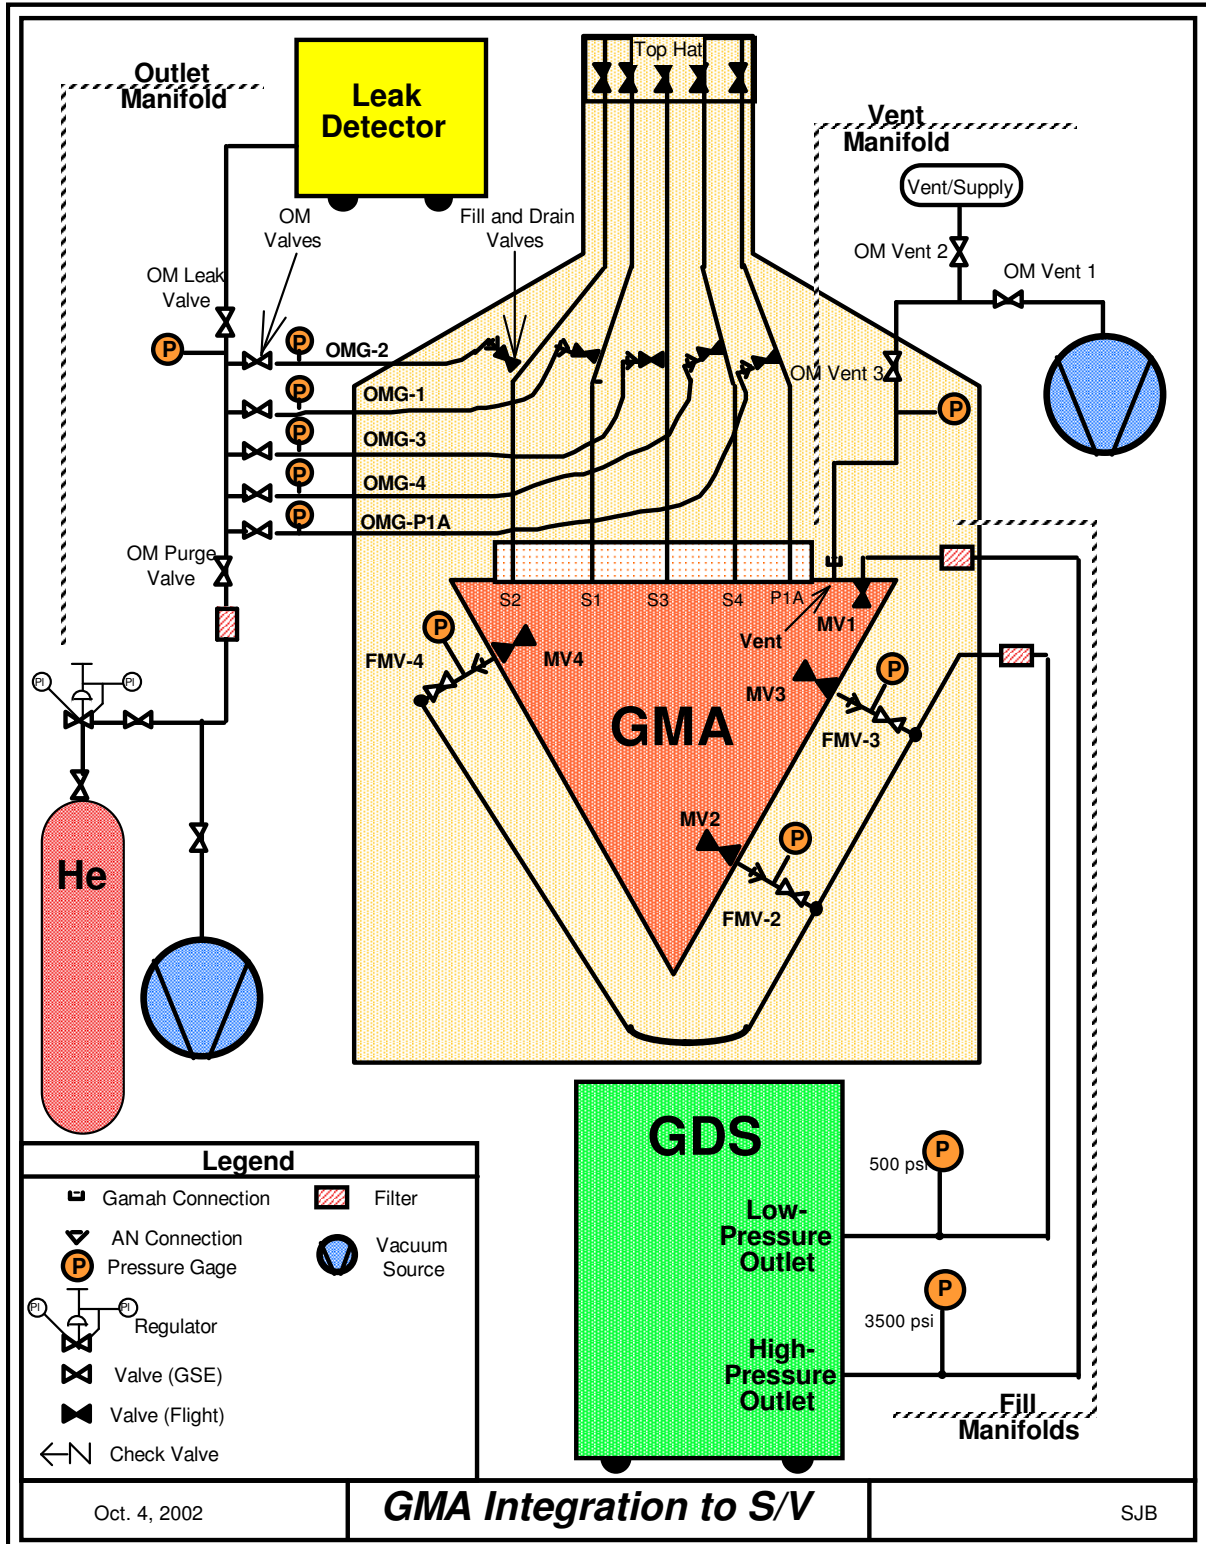 Top Hat
Outlet
Manifold
Leak
Detector
Vent
Manifold
Vent/Supply
OM
Valves
Fill and Drain
Valves
OM Vent 2
OM Vent 1
OM Leak
Valve
P
P
OMG-2
OM Vent 3
P
OMG-1
P
P
OMG-3
P
OMG-4
P
OMG-P1A
OM Purge
Valve
S2
S1
S3
S4
P1A
MV1
Vent
P
FMV-4
MV4
MV3
P
FMV-3
PI
PI
GMA
MV2
P
FMV-2
He
GDS
500 psi
P
Low-
Pressure
Outlet
3500 psi
P
High-
Pressure
Outlet
Fill
Manifolds
Legend
Gamah Connection
Filter
AN Connection
P
Pressure Gage
P
Vacuum
Source
PI
PI
Regulator
Valve (GSE)
Valve (Flight)
N
Check Valve
Oct. 4, 2002
GMA Integration to S/V
SJB